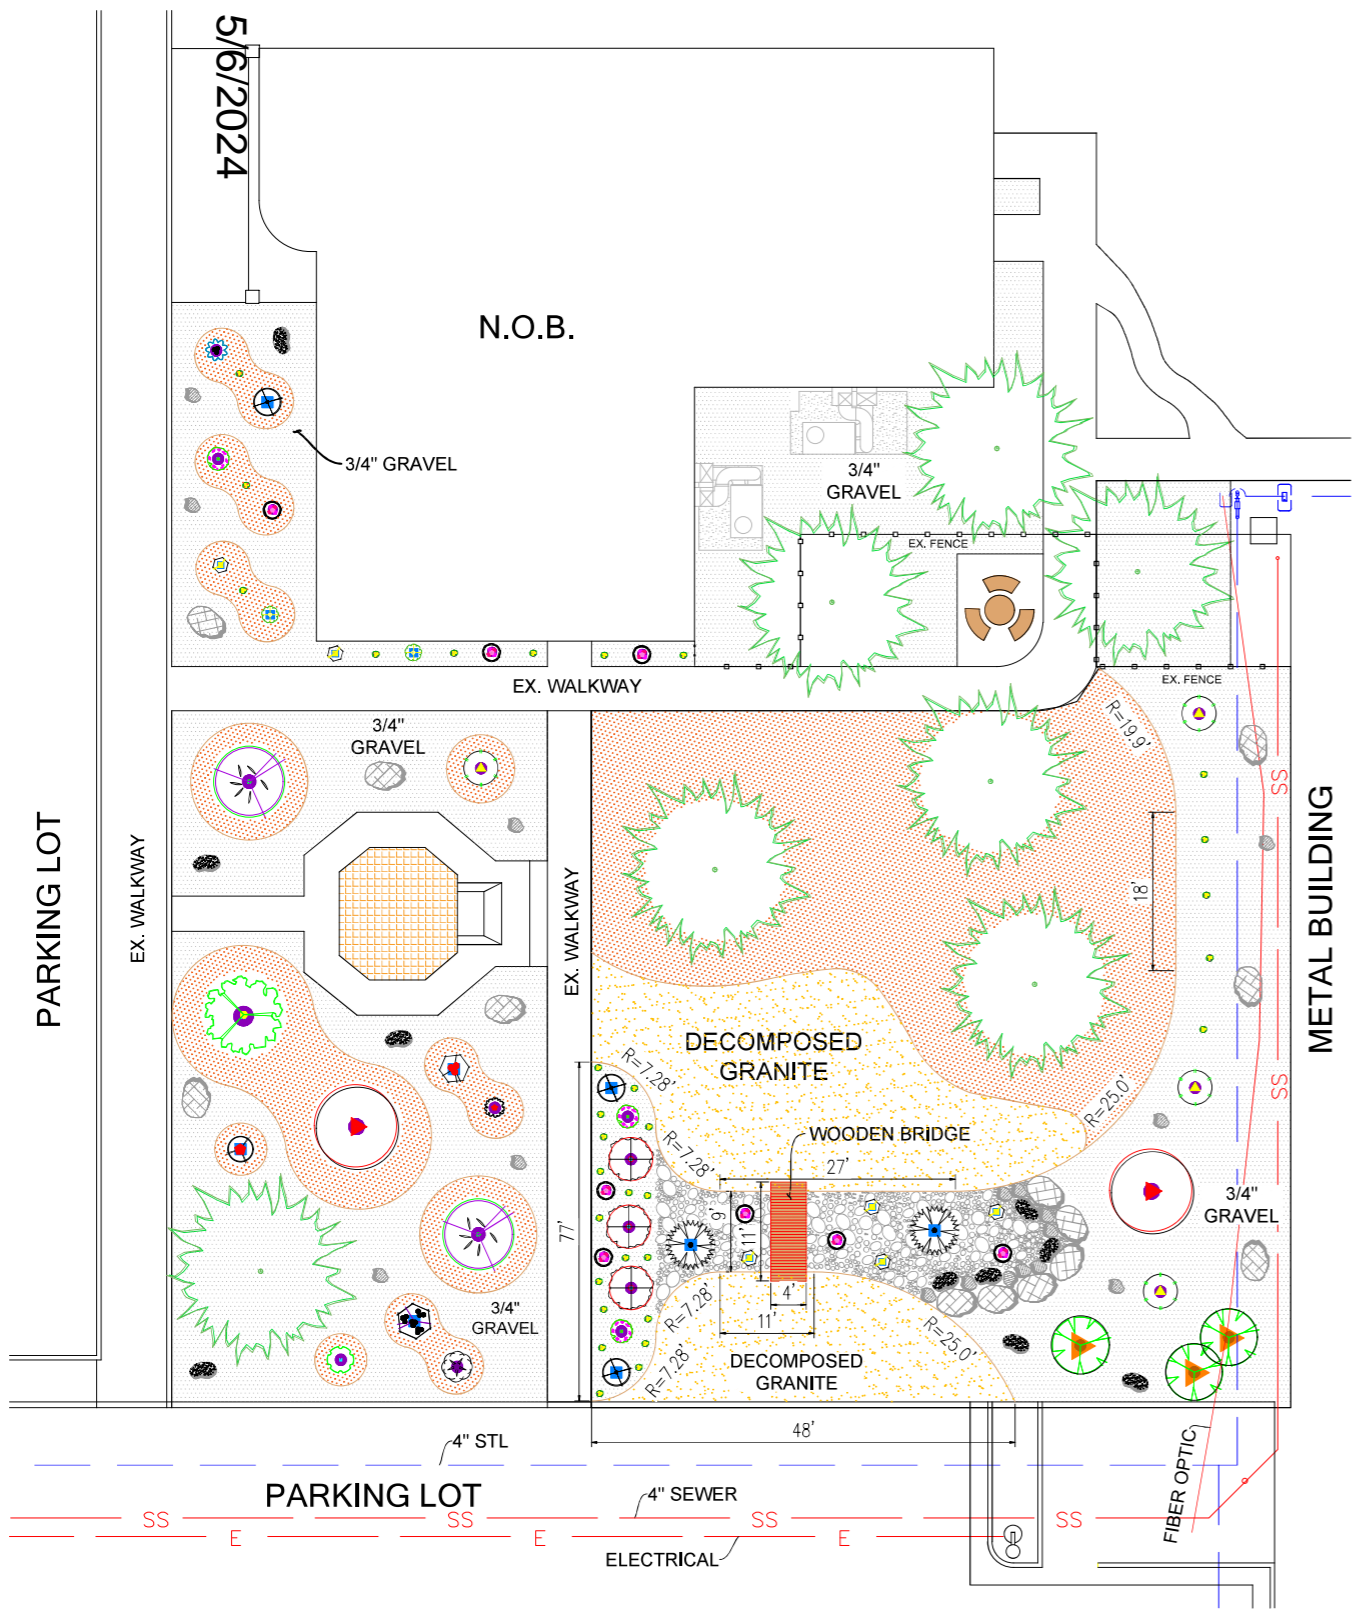 5/6/2024
N.O.B.
3/4" GRAVEL
3/4"
GRAVEL
EX. FENCE
EX. WALKWAY
EX. FENCE
3/4"
GRAVEL
R=19.9'
SS
PARKING LOT
EX. WALKWAY
EX. WALKWAY
18'
METAL BUILDING
DECOMPOSED
GRANITE
R=7.28'
R=25.0'
SS
WOODEN BRIDGE
R=7.28'
27'
77'
9'
11'
3/4"
GRAVEL
4'
11'
R=7.28'
3/4"
GRAVEL
R=25.0'
R=7.28'
DECOMPOSED
GRANITE
48'
4" STL
FIBER OPTIC
PARKING LOT
4" SEWER
SS
SS
SS
SS
E
E
E
E
ELECTRICAL